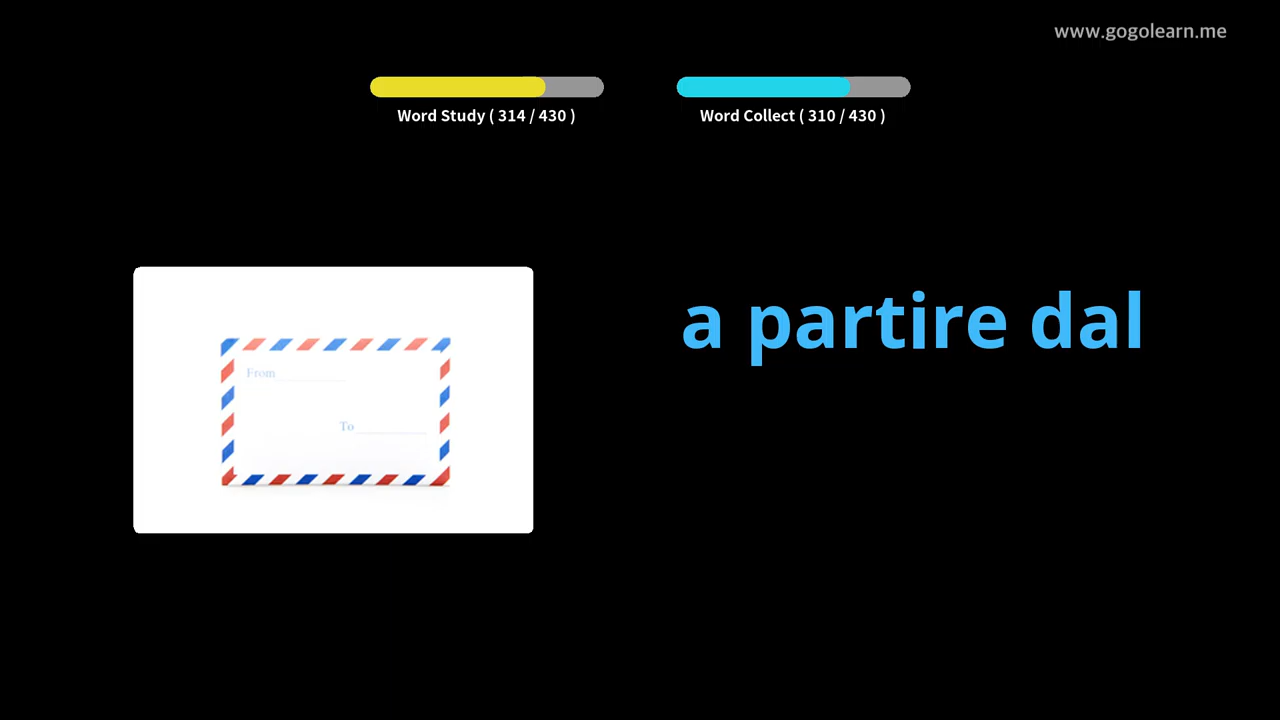 www.gogolearn.me
Word Study ( 314 / 430 )
Word Collect ( 310 / 430 )
a partire dal
From
To